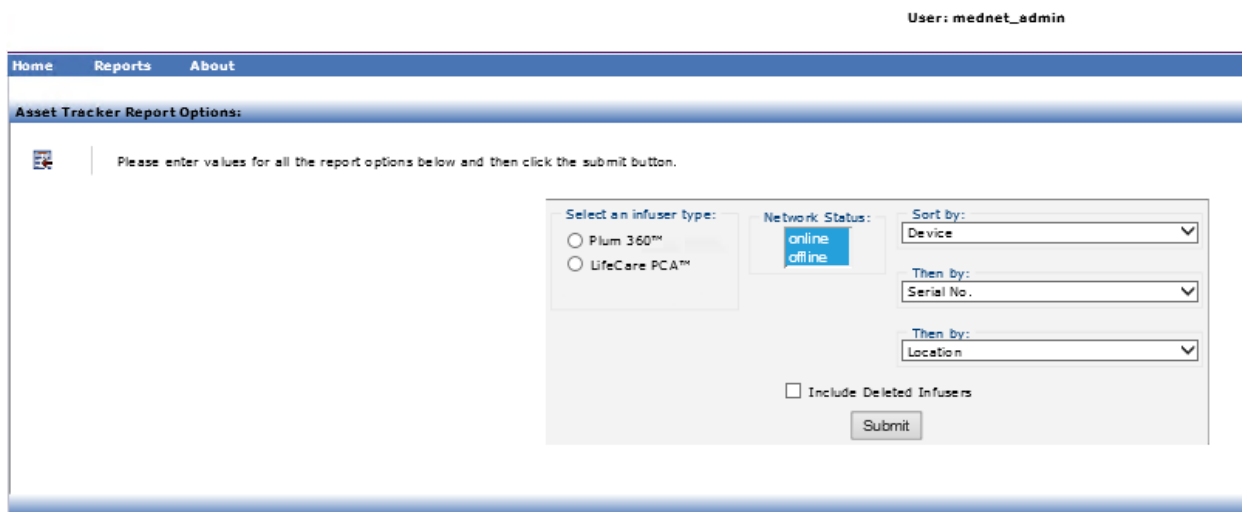 User: mednet_admin
Home Reports About
Asset Tracker Report Options:
Please enter values for all the report options below and then click the submit button.
Select an infuser type:
Plum 360™
LifeCare PCA™
Network Status:
online
offline
Sort by:
Device
Then by:
Serial No.
Then by:
Location
Include Deleted Infusers
Submit